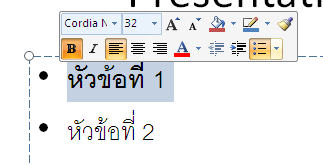 Presentati
Cordia N 32 A A
B I A
• หัวข้อที่ 1
• หัวข้อที่ 2